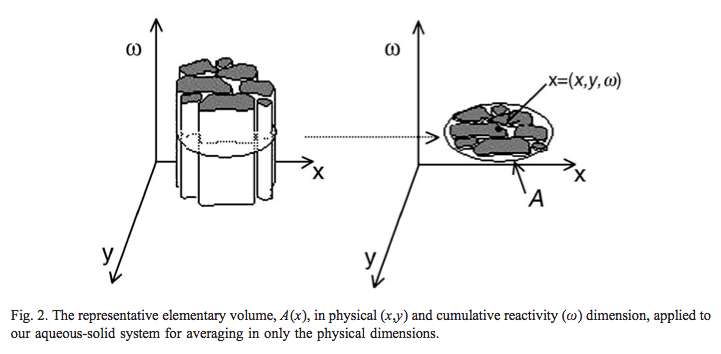 ω
x
y
ω
x=(x,y,ω)
x
A
y
Fig. 2. The representative elementary volume, A(x), in physical (x,y) and cumulative reactivity (ω) dimension, applied to
our aqueous-solid system for averaging in only the physical dimensions.